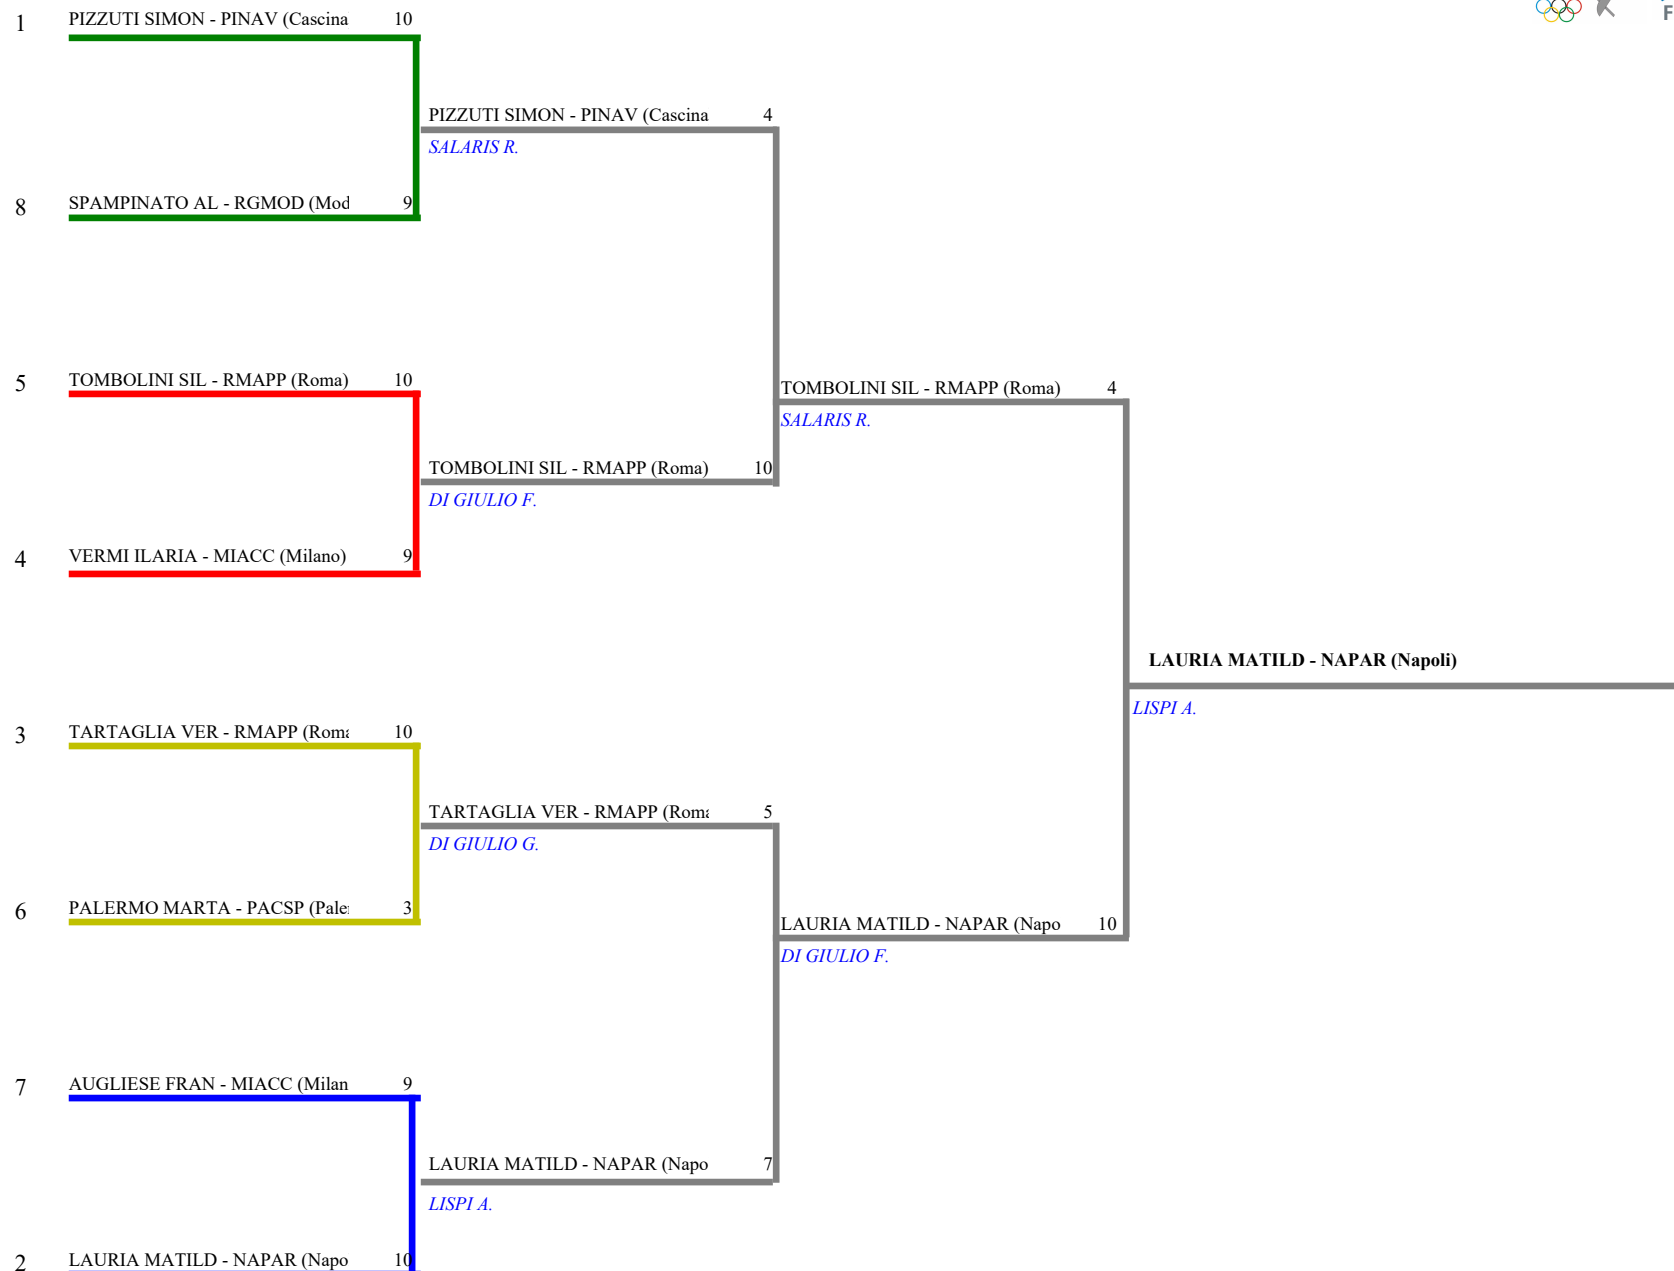 1 PIZZUTI SIMON - PINAV (Cascina 10
PIZZUTI SIMON - PINAV (Cascina 4
SALARIS R.
8 SPAMPINATO AL - RGMOD (Mod 9
5 TOMBOLINI SIL - RMAPP (Roma) 10
TOMBOLINI SIL - RMAPP (Roma) 4
SALARIS R.
TOMBOLINI SIL - RMAPP (Roma) 10
DI GIULIO F.
4 VERMI ILARIA - MIACC (Milano) 9
LAURIA MATILD - NAPAR (Napoli)
LISPI A.
3 TARTAGLIA VER - RMAPP (Roma 10
TARTAGLIA VER - RMAPP (Roma 5
DI GIULIO G.
6 PALERMO MARTA - PACSP (Paler 3
LAURIA MATILD - NAPAR (Napo 10
DI GIULIO F.
7 AUGLIESE FRAN - MIACC (Milan 9
LAURIA MATILD - NAPAR (Napo 7
LISPI A.
2 LAURIA MATILD - NAPAR (Napo 10
F